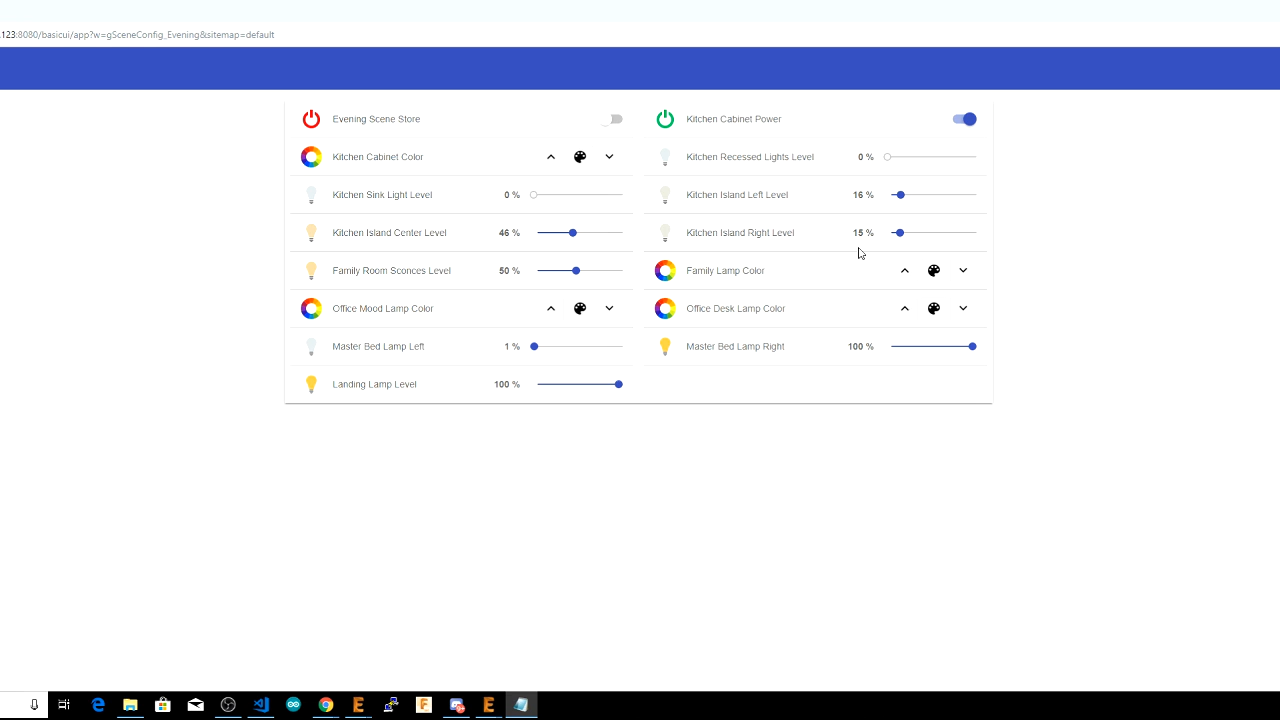 .123:8080/basicui/app?w=gSceneConfig_Evening&sitemap=default
Evening Scene Store
Kitchen Cabinet Power
Kitchen Cabinet Color
Kitchen Recessed Lights Level 0 %
Kitchen Sink Light Level 0 %
Kitchen Island Left Level 16 %
Kitchen Island Center Level 46 %
Kitchen Island Right Level 15 %
Family Room Sconces Level 50 %
Family Lamp Color
Office Mood Lamp Color
Office Desk Lamp Color
Master Bed Lamp Left 1 %
Master Bed Lamp Right 100 %
Landing Lamp Level 100 %